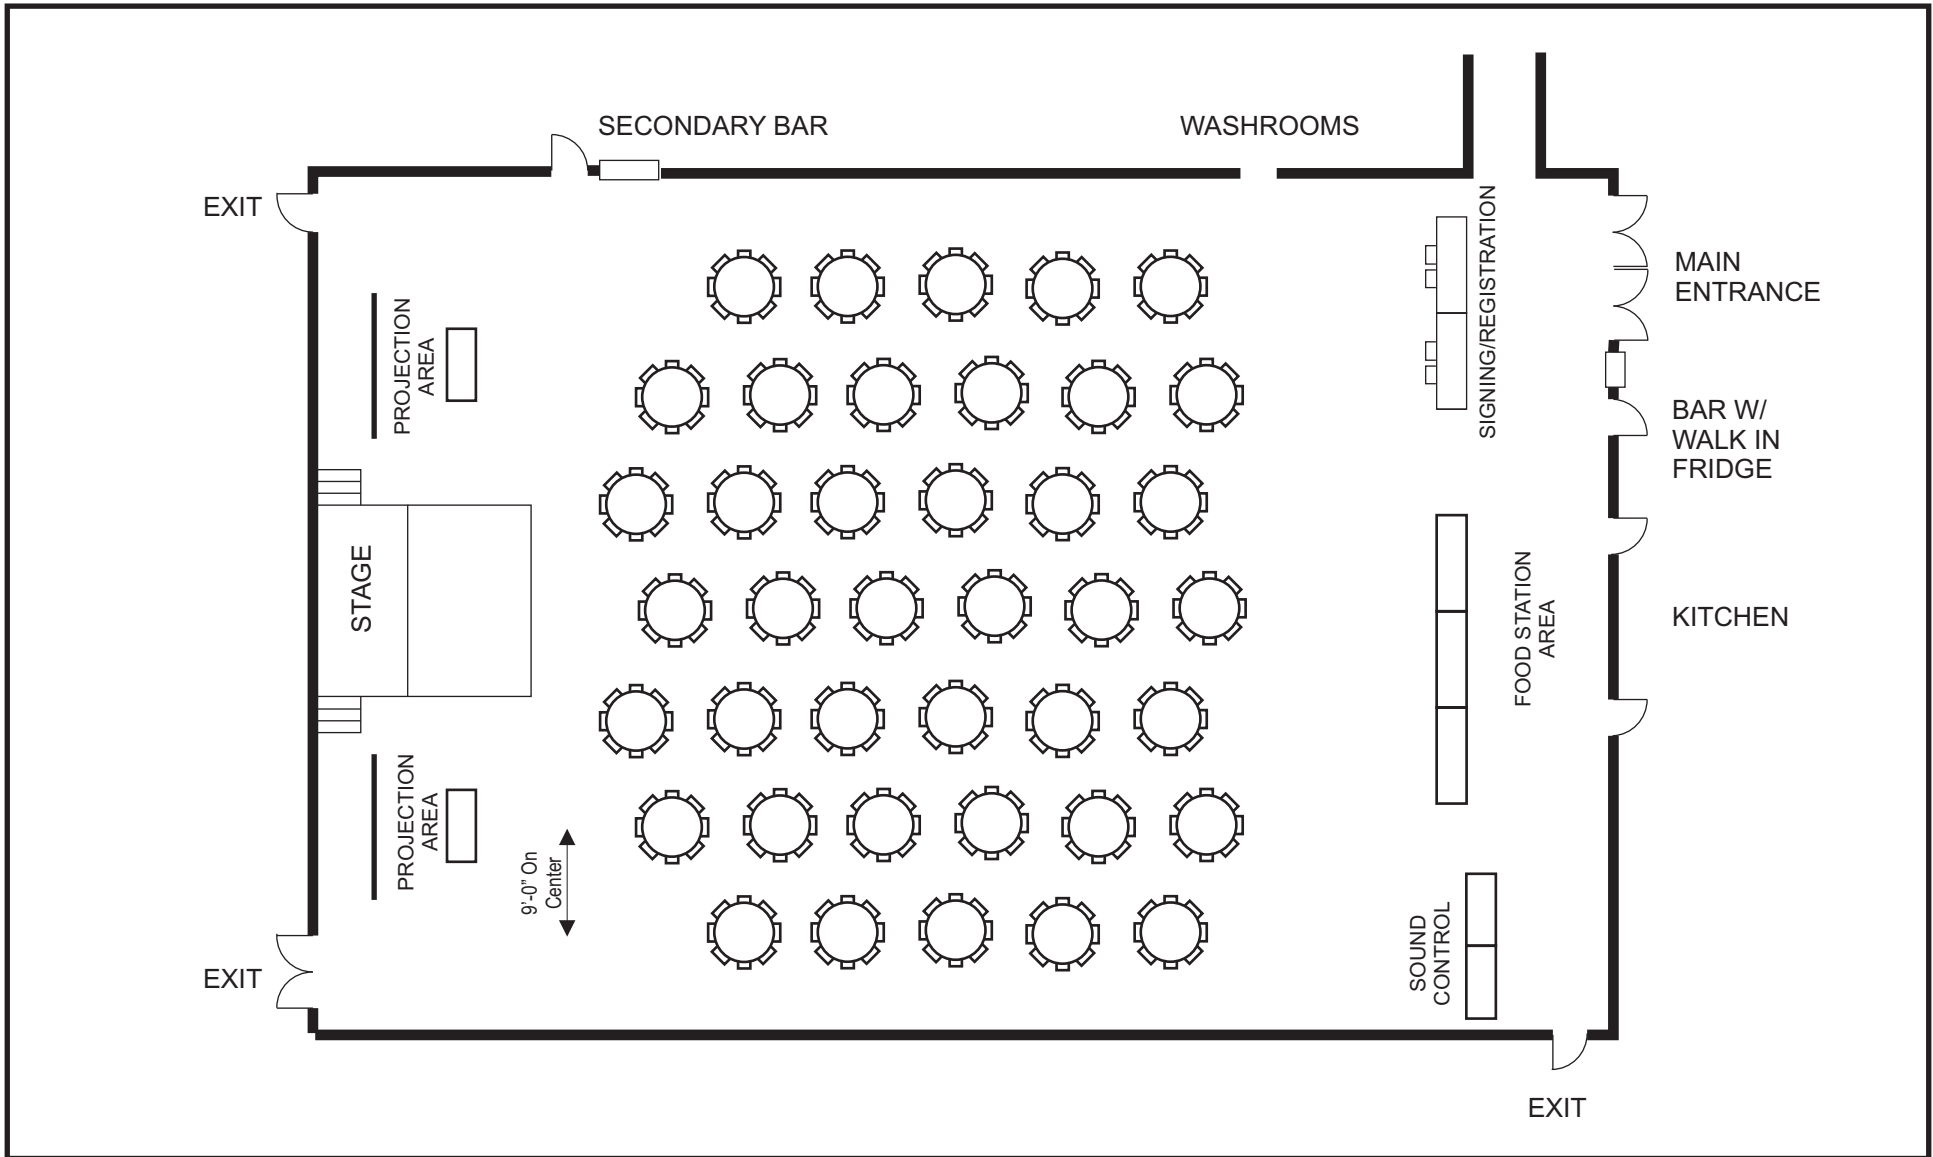 SECONDARY BAR
WASHROOMS
EXIT
SIGNING/REGISTRATION
MAIN
ENTRANCE
PROJECTION
AREA
BAR W/
WALK IN
FRIDGE
STAGE
FOOD STATION
AREA
KITCHEN
PROJECTION
AREA
9'-0" On
Center
SOUND
CONTROL
EXIT
EXIT